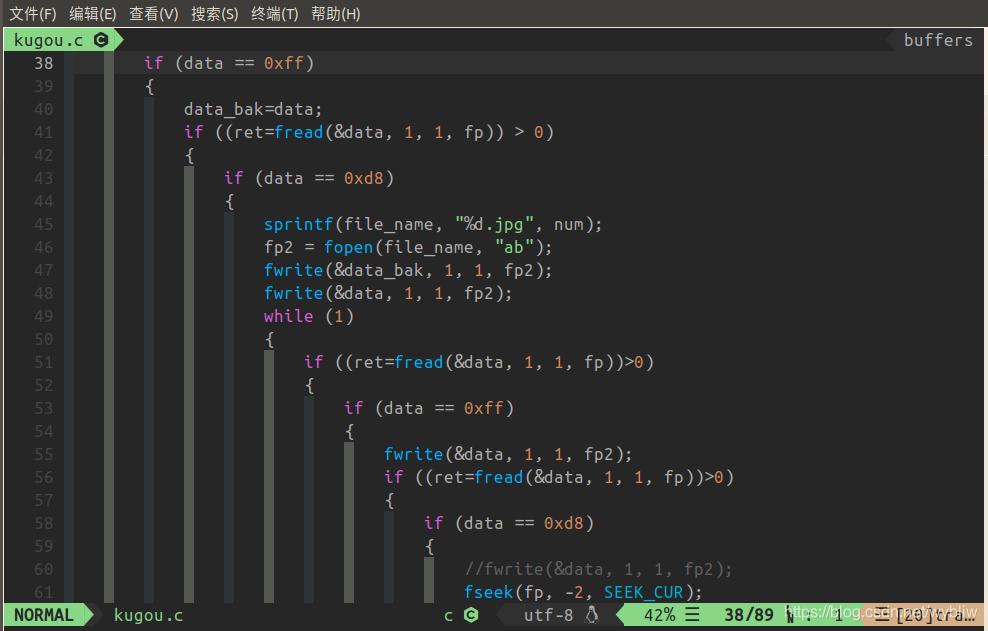 文件(F) 编辑(E) 查看(V) 搜索(S) 终端(T) 帮助(H)
kugou.c buffers
38 if (data == 0xff)
39 {
40 data_bak=data;
41 if ((ret=fread(&data, 1, 1, fp)) > 0)
42 {
43 if (data == 0xd8)
44 {
45 sprintf(file_name, "%d.jpg", num);
46 fp2 = fopen(file_name, "ab");
47 fwrite(&data_bak, 1, 1, fp2);
48 fwrite(&data, 1, 1, fp2);
49 while (1)
50 {
51 if ((ret=fread(&data, 1, 1, fp))>0)
52 {
53 if (data == 0xff)
54 {
55 fwrite(&data, 1, 1, fp2);
56 if ((ret=fread(&data, 1, 1, fp))>0)
57 {
58 if (data == 0xd8)
59 {
60 //fwrite(&data, 1, 1, fp2);
61 fseek(fp, -2, SEEK_CUR);
NORMAL kugou.c c utf-8 42% ☰ 38/89 : 1 ☰ [20]tra…